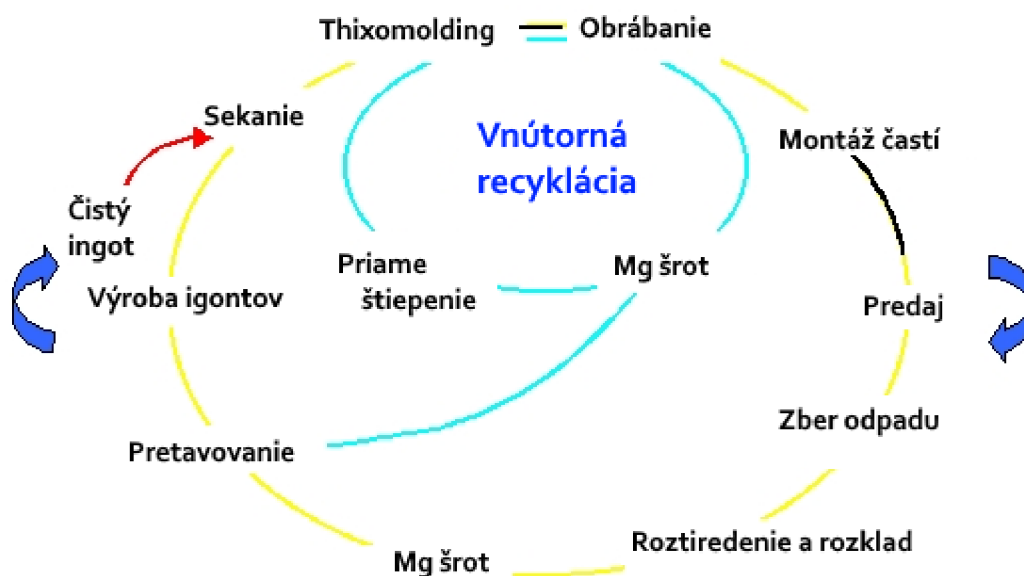 Thixomolding
Obrábanie
Sekanie
Vnútorná
recyklácia
Montáž častí
Čistý
ingot
Priame
štiepenie
Mg šrot
Výroba igontov
Predaj
Zber odpadu
Pretavovanie
Roztiredenie a rozklad
Mg šrot